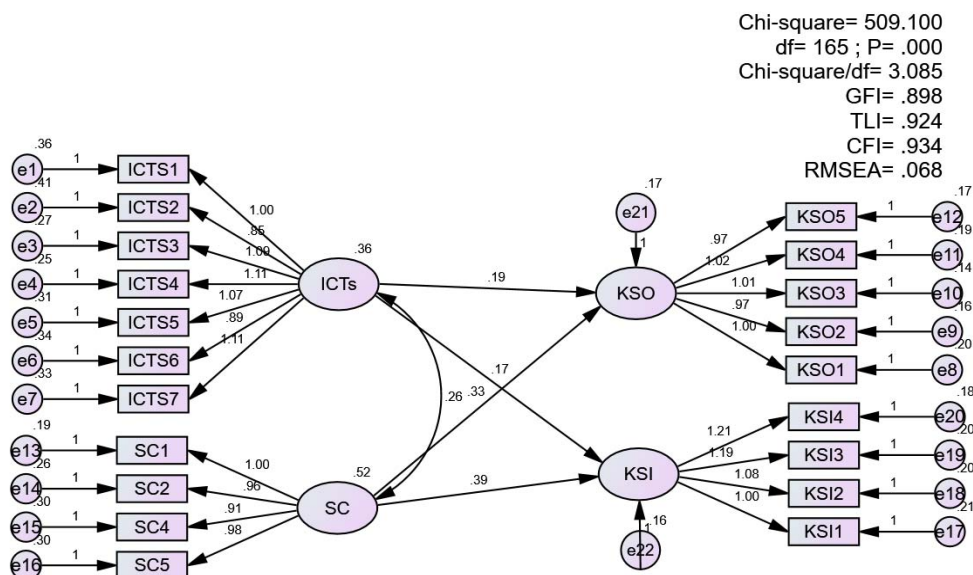 Chi-square= 509.100
df= 165 ; P= .000
Chi-square/df= 3.085
GFI= .898
TLI= .924
CFI= .934
RMSEA= .068
.36
e1 1 ICTS1
.41
e2 1 ICTS2
.27
e3 1 ICTS3
.25
e4 1 ICTS4
.31
e5 1 ICTS5
.34
e6 1 ICTS6
.33
e7 1 ICTS7
1.00
.85
1.09
1.11
1.07
.89
1.11
.36
ICTs
.19
e13 1 SC1
.26
e14 1 SC2
.30
e15 1 SC4
.30
e16 1 SC5
1.00
.96
.91
.98
.52
SC
.19
.17
.33
.26
.39
.17
e21
1
KSO
.97
1.02
1.01
.97
1.00
.17
KSO5 1 e12
.19
KSO4 1 e11
.14
KSO3 1 e10
.16
KSO2 1 e9
.20
KSO1 1 e8
KSI
1.21
1.19
1.08
1.00
.18
KSI4 1 e20
.20
KSI3 1 e19
.20
KSI2 1 e18
.21
KSI1 1 e17
1 .16
e22